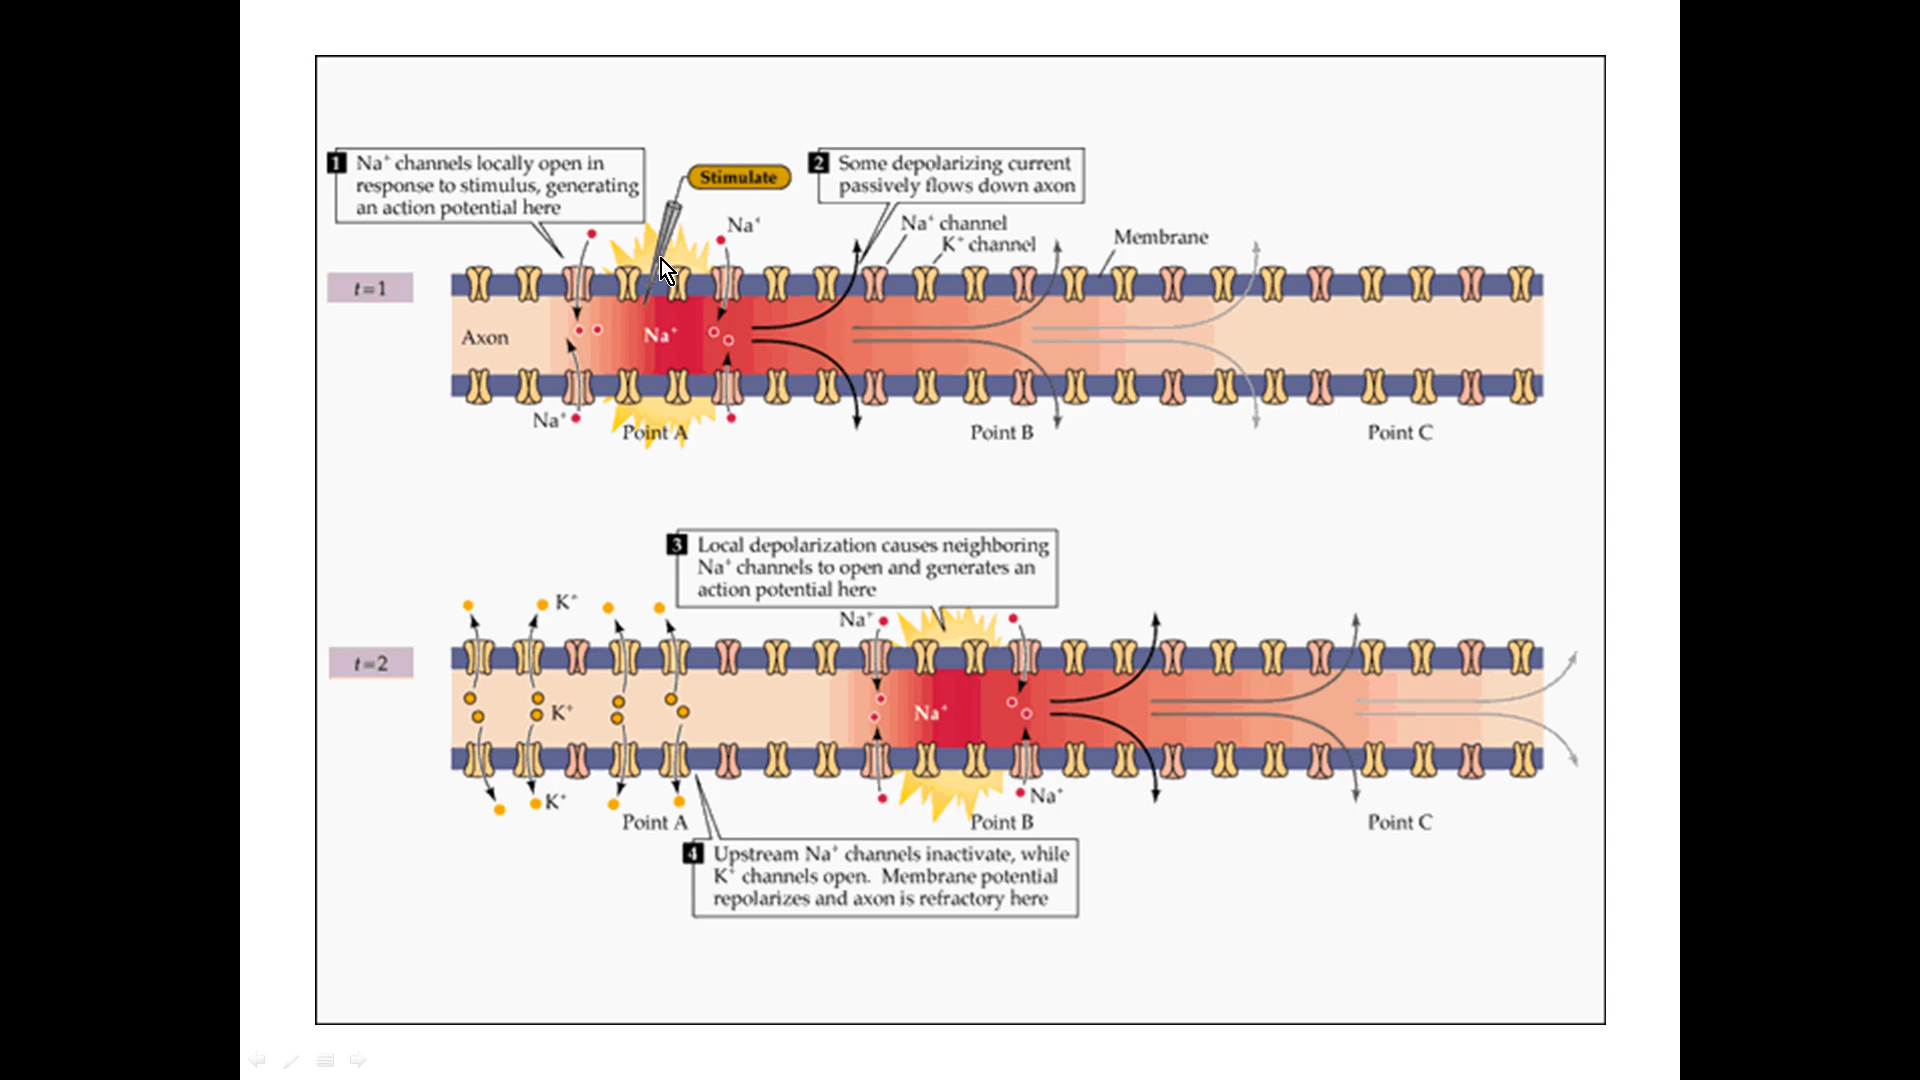 1 Na⁺ channels locally open in
response to stimulus, generating
an action potential here
Stimulate
2 Some depolarizing current
passively flows down axon
Na⁺
Na⁺ channel
K⁺ channel
Membrane
t=1
Axon
Na⁺
Na⁺
Point A
Point B
Point C
3 Local depolarization causes neighboring
Na⁺ channels to open and generates an
action potential here
K⁺
Na⁺
t=2
K⁺
Na⁺
K⁺
Na⁺
Point A
Point B
Point C
4 Upstream Na⁺ channels inactivate, while
K⁺ channels open. Membrane potential
repolarizes and axon is refractory here